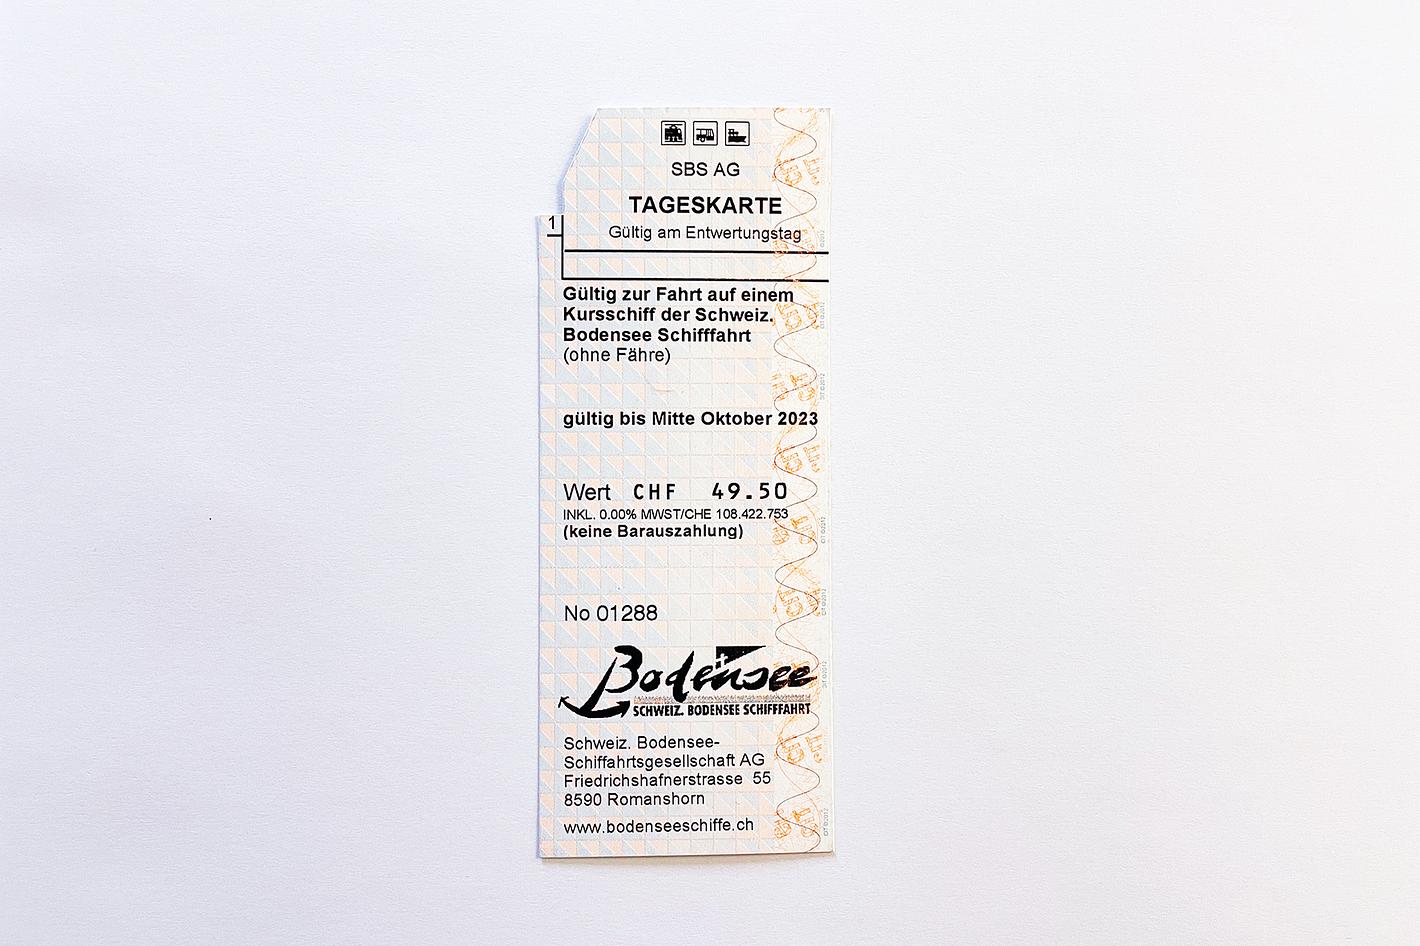 SBS AG
TAGESKARTE
1
Gültig am Entwertungstag
Gültig zur Fahrt auf einem
Kursschiff der Schweiz.
Bodensee Schifffahrt
(ohne Fähre)
gültig bis Mitte Oktober 2023
Wert CHF 49.50
INKL. 0.00% MWST/CHE 108.422.753
(keine Barauszahlung)
No 01288
Bodensee
SCHWEIZ. BODENSEE SCHIFFFAHRT
Schweiz. Bodensee-
Schiffahrtsgesellschaft AG
Friedrichshafnerstrasse 55
8590 Romanshorn
www.bodenseeschiffe.ch